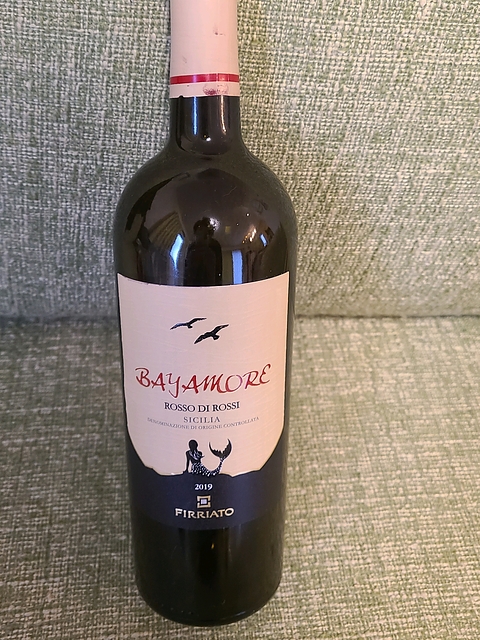 BAYAMORE
ROSSO DI ROSSI
SICILIA
DENOMINAZIONE DI ORIGINE CONTROLLATA
2019
FIRRIATO